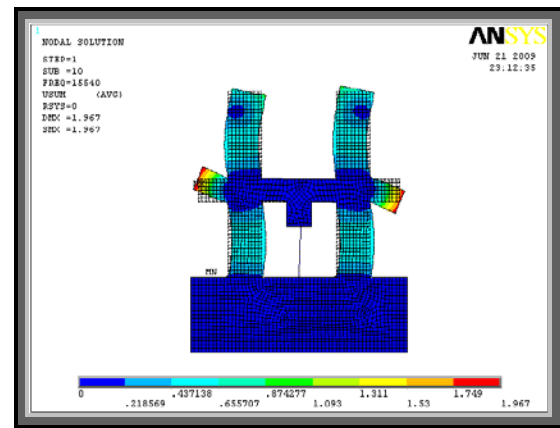 1
NODAL SOLUTION
STEP=1
SUB =10
FREQ=15540
USUM (AVG)
RSYS=0
DMX =1.967
SMX =1.967
ANSYS
JUN 21 2009
23:12:35
MN
0 .437138 .874277 1.311 1.749
.218569 .655707 1.093 1.53 1.967